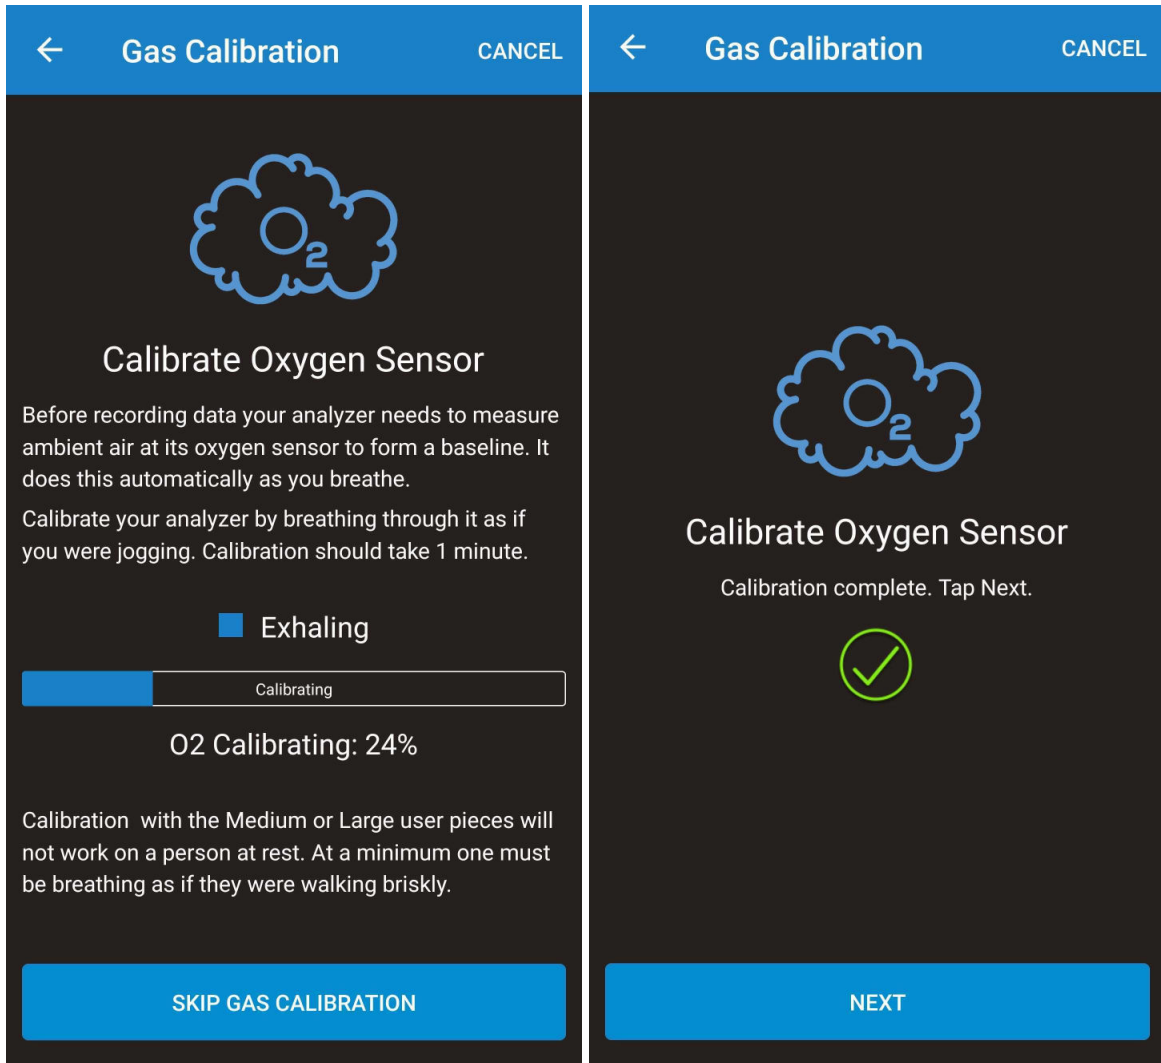 Gas Calibration
CANCEL
O2
Calibrate Oxygen Sensor
Before recording data your analyzer needs to measure
ambient air at its oxygen sensor to form a baseline. It
does this automatically as you breathe.
Calibrate your analyzer by breathing through it as if
you were jogging. Calibration should take 1 minute.
Exhaling
Calibrating
O2 Calibrating: 24%
Calibration  with the Medium or Large user pieces will
not work on a person at rest. At a minimum one must
be breathing as if they were walking briskly.
SKIP GAS CALIBRATION
Gas Calibration
CANCEL
O2
Calibrate Oxygen Sensor
Calibration complete. Tap Next.
NEXT